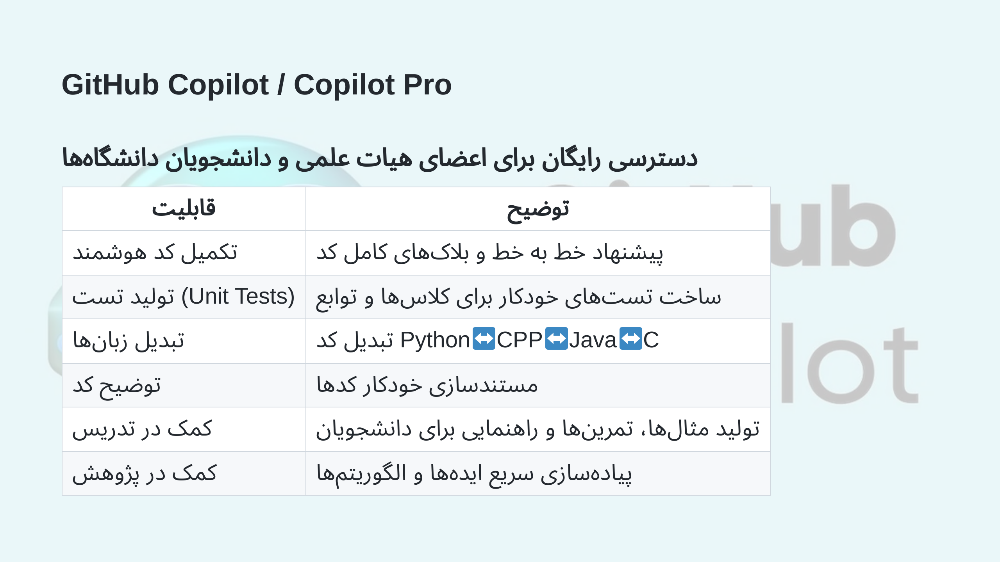 GitHub Copilot / Copilot Pro
دسترسی رایگان برای اعضای هیات علمی و دانشجویان دانشگاه‌ها
قابلیت	توضیح
تکمیل کد هوشمند	پیشنهاد خط به خط و بلاک‌های کامل کد
تولید تست (Unit Tests)	ساخت تست‌های خودکار برای کلاس‌ها و توابع
تبدیل زبان‌ها	تبدیل کد Python↔️CPP↔️Java↔️C
توضیح کد	مستندسازی خودکار کدها
کمک در تدریس	تولید مثال‌ها، تمرین‌ها و راهنمایی برای دانشجویان
کمک در پژوهش	پیاده‌سازی سریع ایده‌ها و الگوریتم‌ها
ub
lot